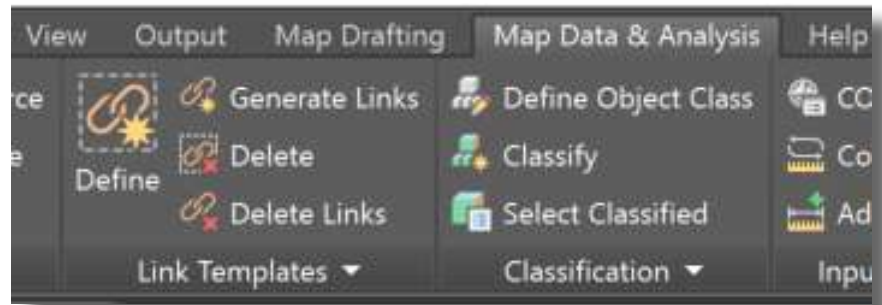 View Output Map Drafting Map Data & Analysis Help
Define
Generate Links
Delete
Delete Links
Link Templates
Define Object Class
Classify
Select Classified
Classification